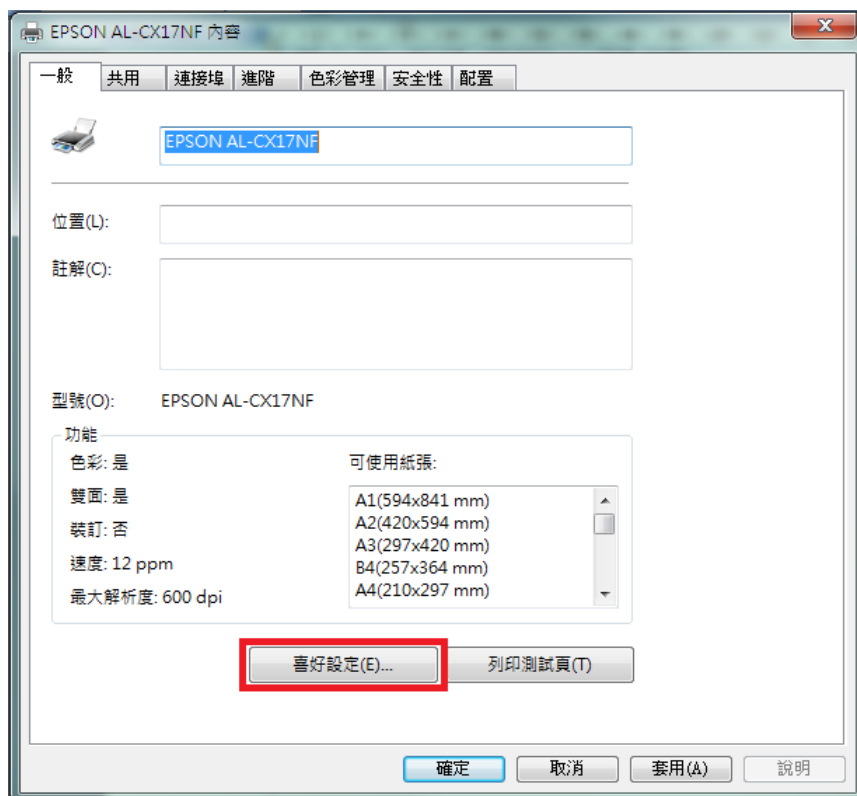 EPSON AL-CX17NF 內容
一般 共用 連接埠 進階 色彩管理 安全性 配置
EPSON AL-CX17NF
位置(L):
註解(C):
型號(O): EPSON AL-CX17NF
功能
色彩: 是 可使用紙張:
雙面: 是
裝訂: 否
速度: 12 ppm
最大解析度: 600 dpi
A1(594x841 mm)
A2(420x594 mm)
A3(297x420 mm)
B4(257x364 mm)
A4(210x297 mm)
喜好設定(E)... 列印測試頁(T)
確定 取消 套用(A) 說明